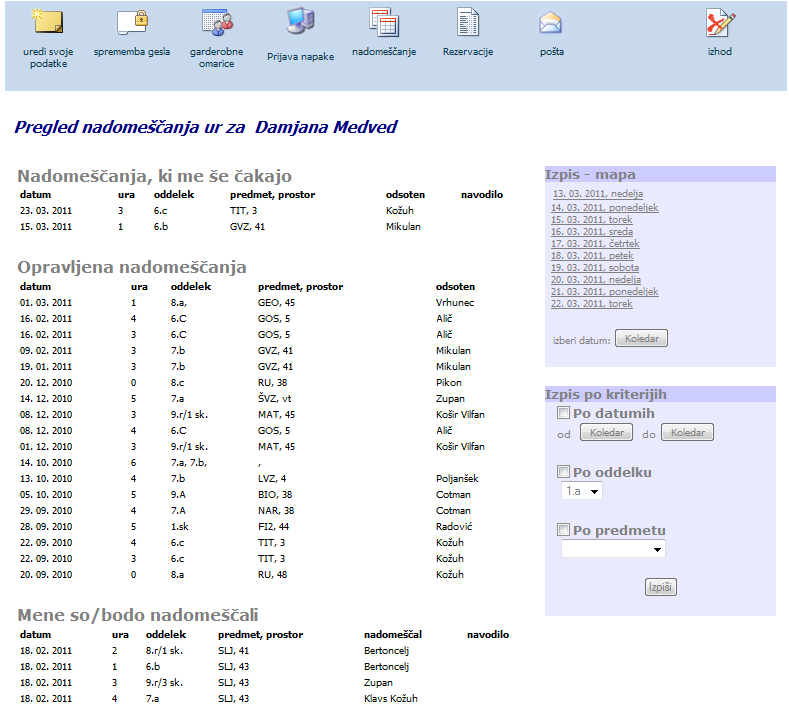 uredi svoje podatke
sprememba gesla
garderobne omarice
Prijava napake
nadomeščanje
Rezervacije
pošta
izhod
Pregled nadomeščanja ur za Damjana Medved
Nadomeščanja, ki me še čakajo
datum ura oddelek predmet, prostor odsoten navodilo
23. 03. 2011 3 6.c TIT, 3 Kožuh
15. 03. 2011 1 6.b GVZ, 41 Mikulan
Opravljena nadomeščanja
datum ura oddelek predmet, prostor odsoten
01. 03. 2011 1 8.a, GEO, 45 Vrhunec
16. 02. 2011 4 6.C GOS, 5 Alič
16. 02. 2011 3 6.C GOS, 5 Alič
09. 02. 2011 3 7.b GVZ, 41 Mikulan
19. 01. 2011 3 7.b GVZ, 41 Mikulan
20. 12. 2010 0 8.c RU, 38 Pikon
14. 12. 2010 5 7.a ŠVZ, vt Zupan
08. 12. 2010 3 9.r/1 sk. MAT, 45 Košir Vilfan
08. 12. 2010 4 6.C GOS, 5 Alič
01. 12. 2010 3 9.r/1 sk. MAT, 45 Košir Vilfan
14. 10. 2010 6 7.a, 7.b, ,
13. 10. 2010 4 7.b LVZ, 4 Poljanšek
05. 10. 2010 5 9.A BIO, 38 Cotman
29. 09. 2010 4 7.A NAR, 38 Cotman
28. 09. 2010 5 1.sk FI2, 44 Radović
22. 09. 2010 4 6.c TIT, 3 Kožuh
22. 09. 2010 3 6.c TIT, 3 Kožuh
20. 09. 2010 0 8.a RU, 48 Kožuh
Mene so/bodo nadomeščali
datum ura oddelek predmet, prostor nadomeščal navodilo
18. 02. 2011 2 8.r/1 sk. SLJ, 41 Bertoncelj
18. 02. 2011 1 6.b SLJ, 43 Bertoncelj
18. 02. 2011 3 9.r/3 sk. SLJ, 43 Zupan
18. 02. 2011 4 7.a SLJ, 43 Klavs Kožuh
Izpis - mapa
13. 03. 2011, nedelja
14. 03. 2011, ponedeljek
15. 03. 2011, torek
16. 03. 2011, sreda
17. 03. 2011, četrtek
18. 03. 2011, petek
19. 03. 2011, sobota
20. 03. 2011, nedelja
21. 03. 2011, ponedeljek
22. 03. 2011, torek
izberi datum: Koledar
Izpis po kriterijih
Po datumih
od Koledar do Koledar
Po oddelku
1.a
Po predmetu
Izpiši